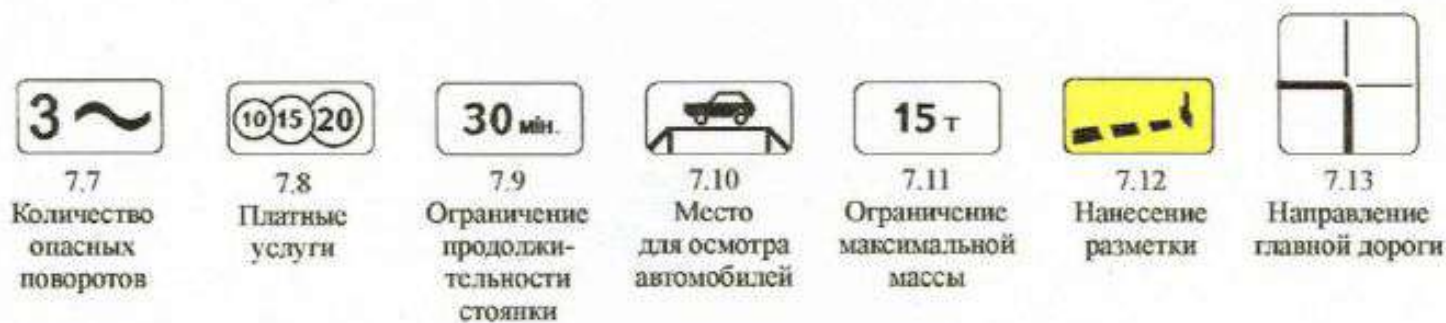 3
10 15 20
30 мін.
15 т
7.7
Количество
опасных
поворотов
7.8
Платные
услуги
7.9
Ограничение
продолжи-
тельности
стоянки
7.10
Место
для осмотра
автомобилей
7.11
Ограничение
максимальной
массы
7.12
Нанесение
разметки
7.13
Направление
главной дороги